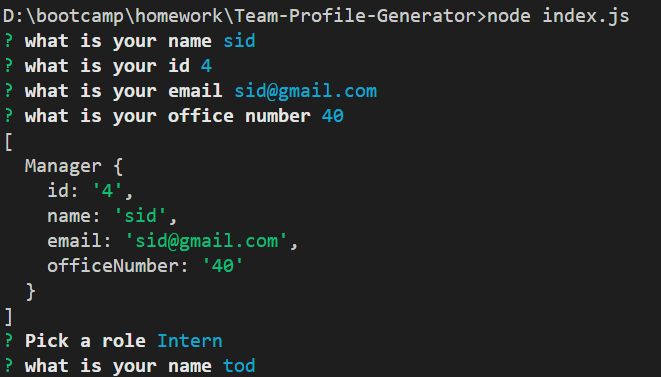 D:\bootcamp\homework\Team-Profile-Generator>node index.js
? what is your name sid
? what is your id 4
? what is your email sid@gmail.com
? what is your office number 40
[
  Manager {
    id: '4',
    name: 'sid',
    email: 'sid@gmail.com',
    officeNumber: '40'
  }
]
? Pick a role Intern
? what is your name tod